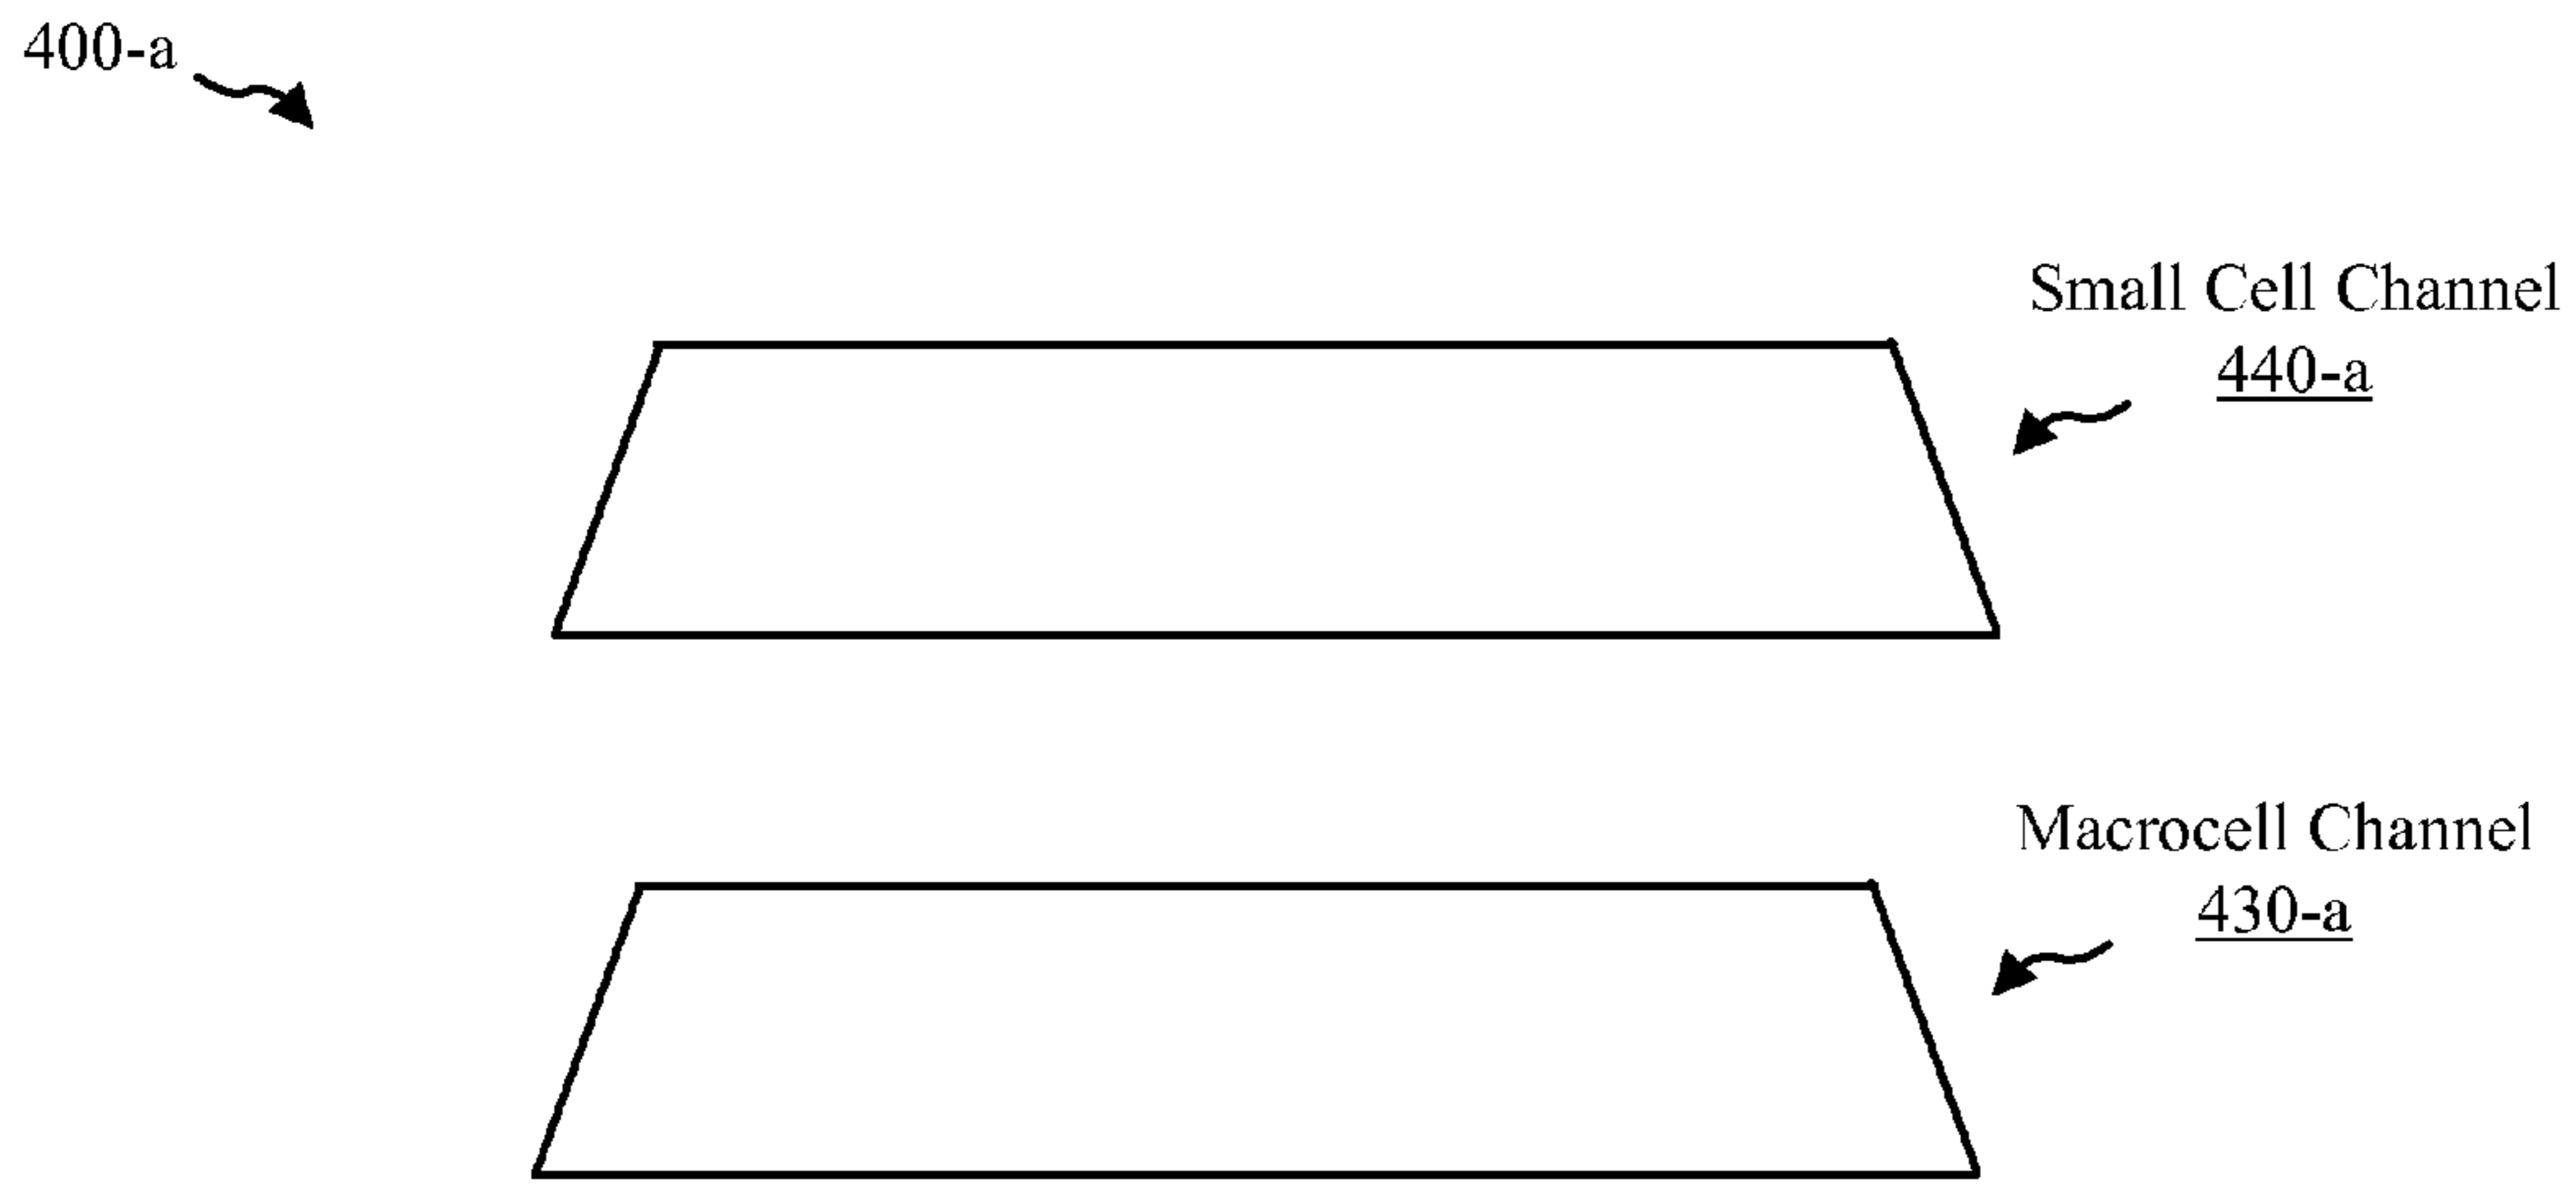 400-a
Small Cell Channel
440-a
Macrocell Channel
430-a